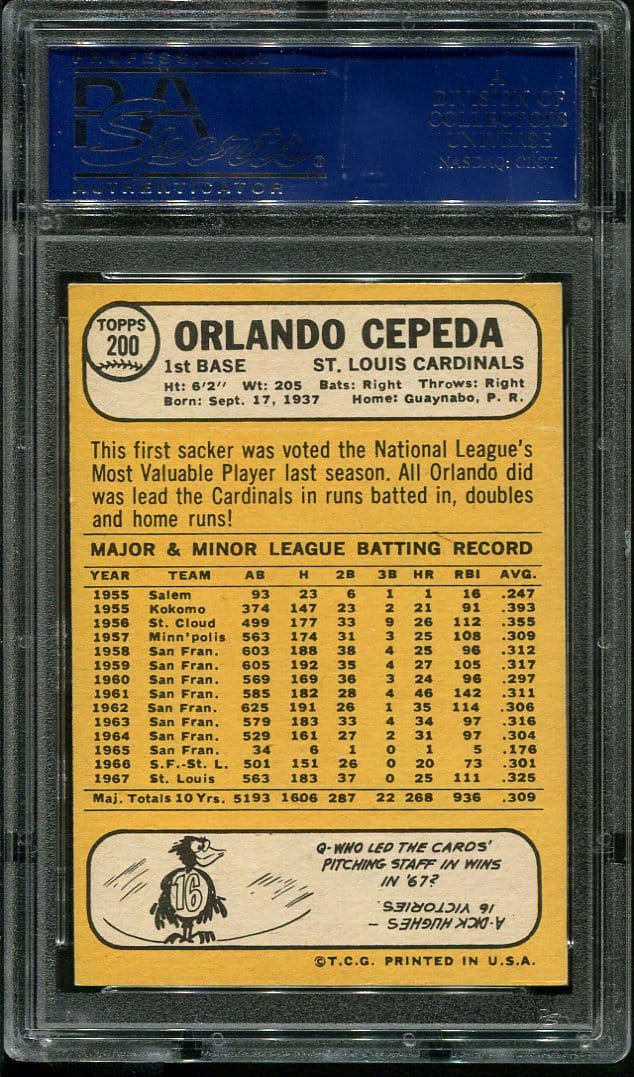 PROFESSIONAL
PSA
Sports®
AUTHENTICATOR
A
DIVISION OF
COLLECTORS
UNIVERSE
NASDAQ: CLCT
TOPPS
200
ORLANDO CEPEDA
1st BASE ST. LOUIS CARDINALS
Ht: 6'2" Wt: 205 Bats: Right Throws: Right
Born: Sept. 17, 1937 Home: Guaynabo, P. R.
This first sacker was voted the National League's
Most Valuable Player last season. All Orlando did
was lead the Cardinals in runs batted in, doubles
and home runs!
MAJOR & MINOR LEAGUE BATTING RECORD
YEAR TEAM AB H 2B 3B HR RBI AVG.
1955 Salem 93 23 6 1 1 16 .247
1955 Kokomo 374 147 23 2 21 91 .393
1956 St. Cloud 499 177 33 9 26 112 .355
1957 Minn'polis 563 174 31 3 25 108 .309
1958 San Fran. 603 188 38 4 25 96 .312
1959 San Fran. 605 192 35 4 27 105 .317
1960 San Fran. 569 169 36 3 24 96 .297
1961 San Fran. 585 182 28 4 46 142 .311
1962 San Fran. 625 191 26 1 35 114 .306
1963 San Fran. 579 183 33 4 34 97 .316
1964 San Fran. 529 161 27 2 31 97 .304
1965 San Fran. 34 6 1 0 1 5 .176
1966 S.F.-St. L. 501 151 26 0 20 73 .301
1967 St. Louis 563 183 37 0 25 111 .325
Maj. Totals 10 Yrs. 5193 1606 287 22 268 936 .309
16
Q-WHO LED THE CARDS'
PITCHING STAFF IN WINS
IN '67?
A-DICK HUGHES –
16 VICTORIES.
©T.C.G. PRINTED IN U.S.A.